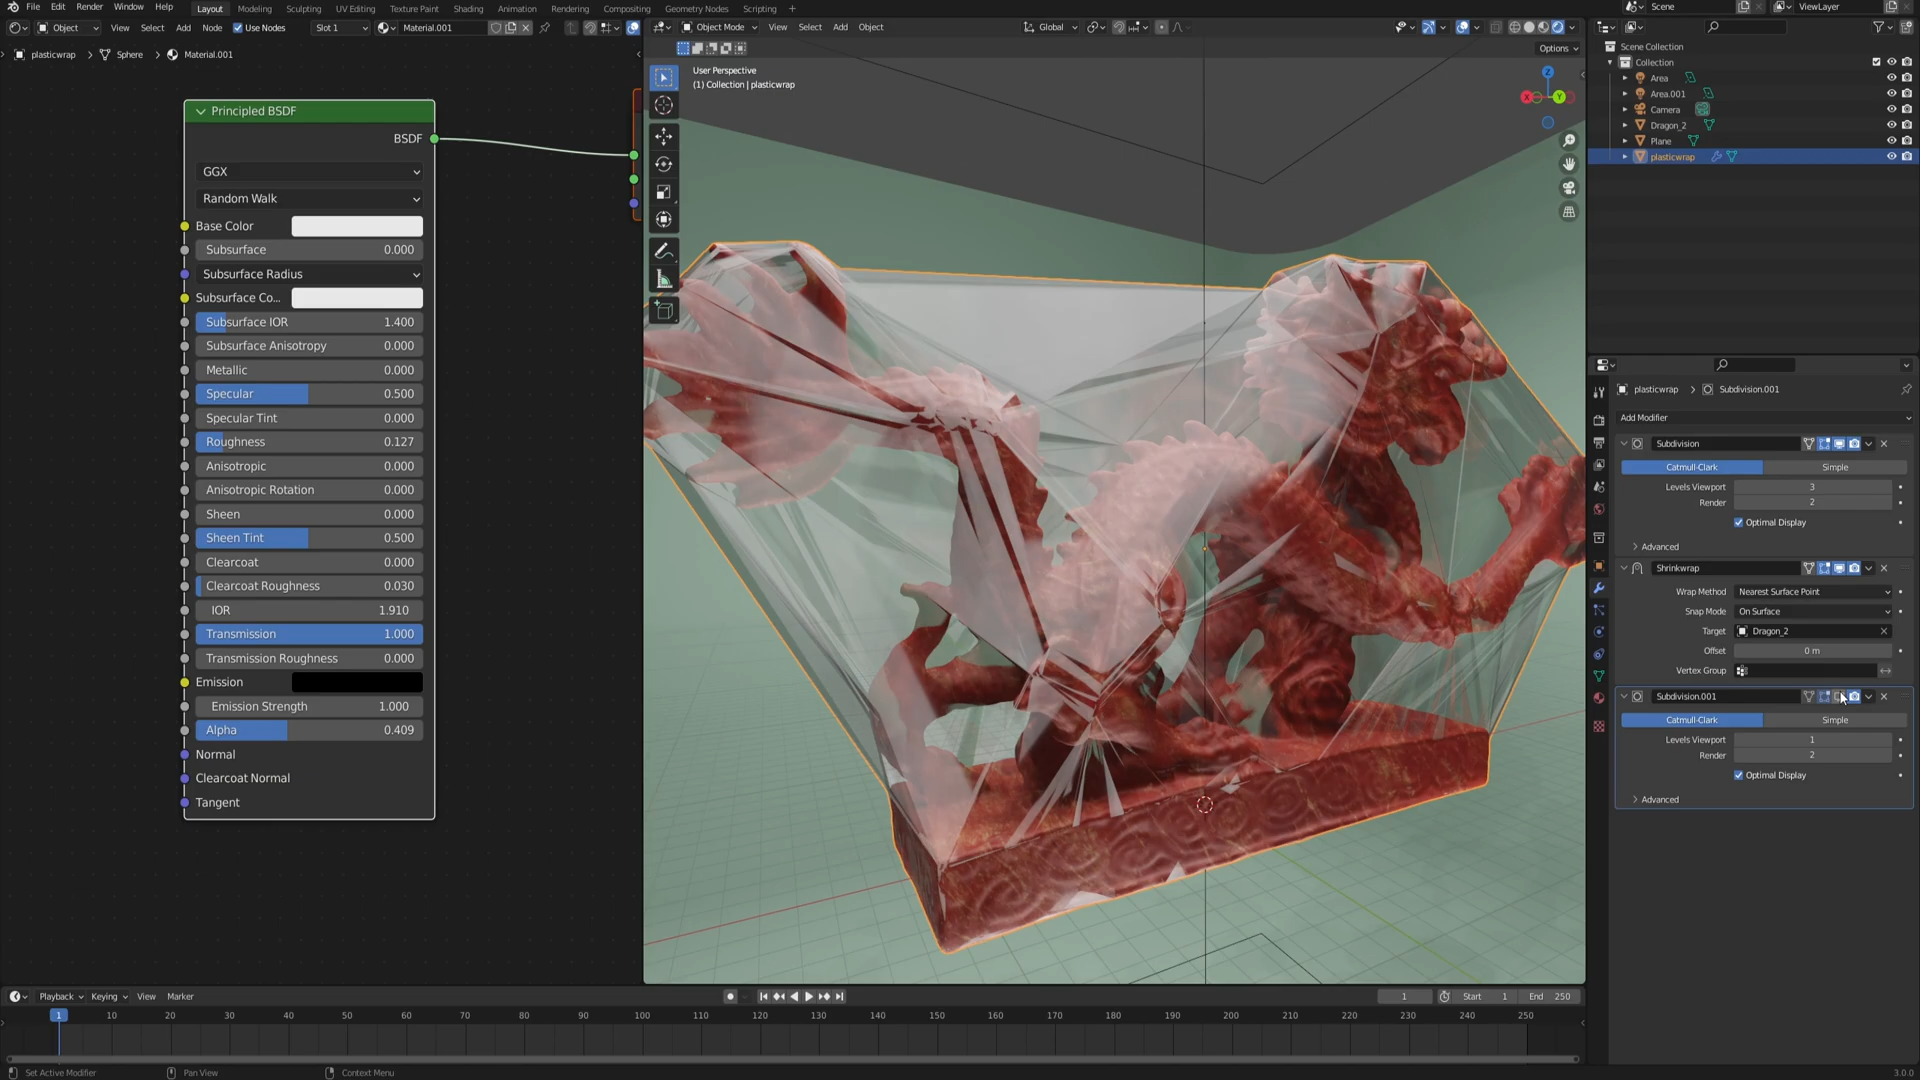 File Edit Render Window Help Layout Modeling Sculpting UV Editing Texture Paint Shading Animation Rendering Compositing Geometry Nodes Scripting + Scene ViewLayer
Object View Select Add Node Use Nodes Slot 1 Material.001 Object Mode View Select Add Object Global
Options
plasticwrap > Sphere > Material.001
User Perspective
(1) Collection | plasticwrap
Principled BSDF
BSDF
GGX
Random Walk
Base Color
Subsurface 0.000
Subsurface Radius
Subsurface Co...
Subsurface IOR 1.400
Subsurface Anisotropy 0.000
Metallic 0.000
Specular 0.500
Specular Tint 0.000
Roughness 0.127
Anisotropic 0.000
Anisotropic Rotation 0.000
Sheen 0.000
Sheen Tint 0.500
Clearcoat 0.000
Clearcoat Roughness 0.030
IOR 1.910
Transmission 1.000
Transmission Roughness 0.000
Emission
Emission Strength 1.000
Alpha 0.409
Normal
Clearcoat Normal
Tangent
Z
X Y
Scene Collection
Collection
Area
Area.001
Camera
Dragon_2
Plane
plasticwrap
plasticwrap > Subdivision.001
Add Modifier
Subdivision
Catmull-Clark Simple
Levels Viewport 3
Render 2
Optimal Display
Advanced
Shrinkwrap
Wrap Method Nearest Surface Point
Snap Mode On Surface
Target Dragon_2
Offset 0 m
Vertex Group
Subdivision.001
Catmull-Clark Simple
Levels Viewport 1
Render 2
Optimal Display
Advanced
Playback Keying View Marker 1 Start 1 End 250
1 10 20 30 40 50 60 70 80 90 100 110 120 130 140 150 160 170 180 190 200 210 220 230 240 250
Set Active Modifier Pan View Context Menu 3.0.0